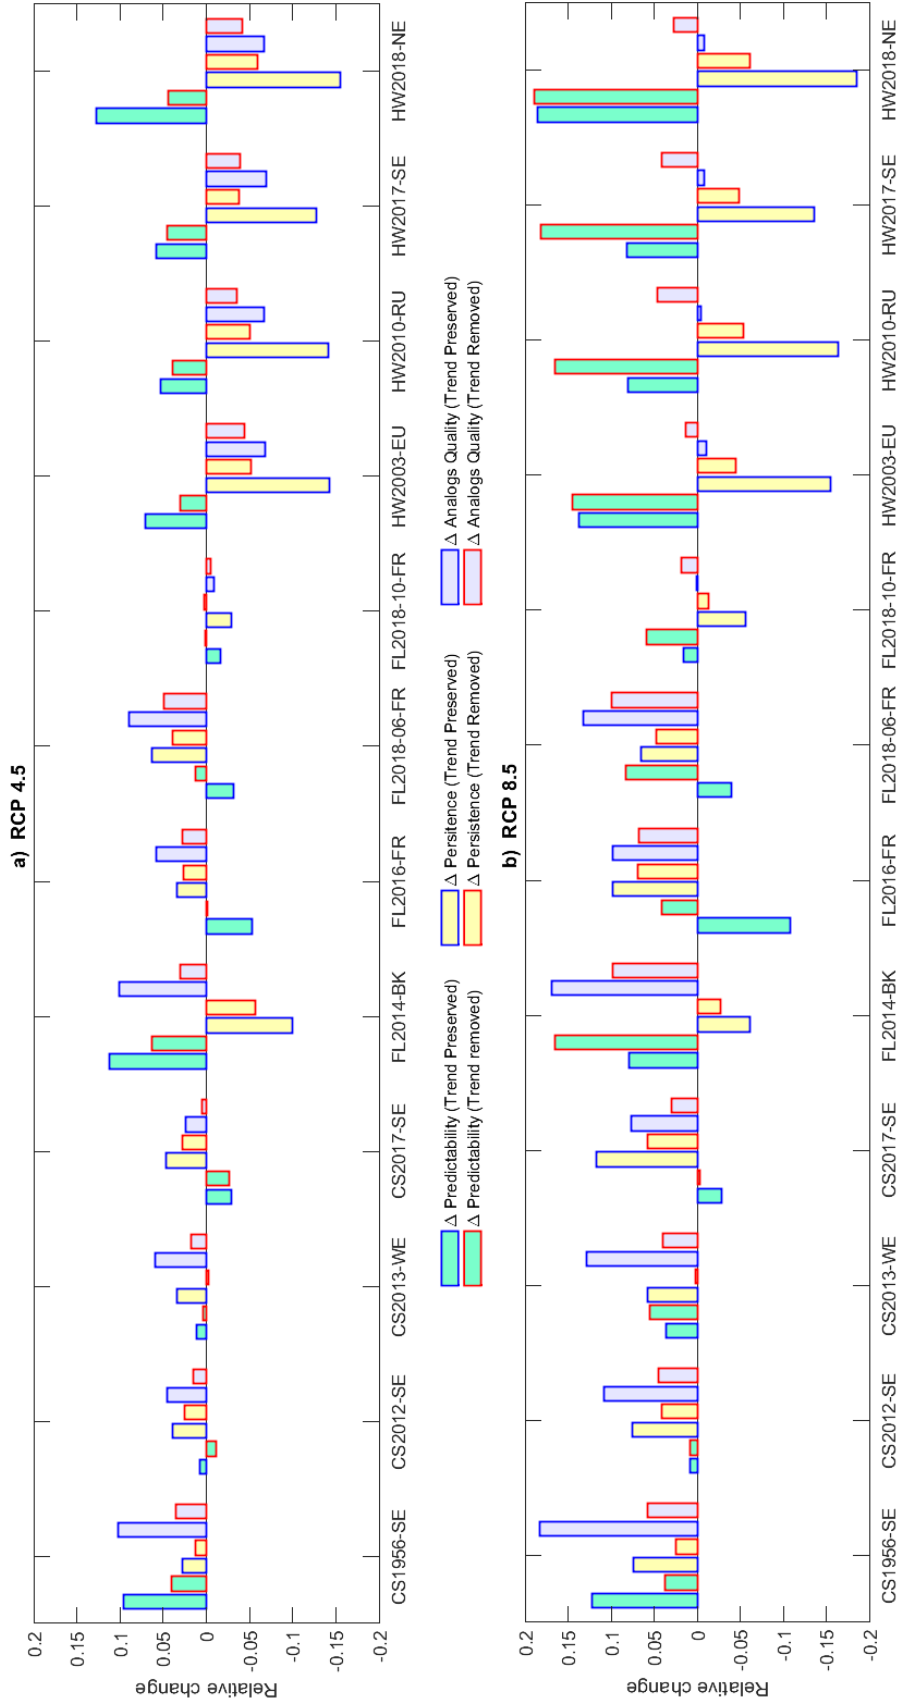 a) RCP 4.5
Relative change
0.2
0.15
0.1
0.05
0
-0.05
-0.1
-0.15
-0.2
CS1956-SE
CS2012-SE
CS2013-WE
CS2017-SE
FL2014-BK
FL2016-FR
FL2018-06-FR
FL2018-10-FR
HW2003-EU
HW2010-RU
HW2017-SE
HW2018-NE
Δ Predictability (Trend Preserved)
Δ Predictability (Trend removed)
Δ Persitence (Trend Preserved)
Δ Persistence (Trend Removed)
Δ Analogs Quality (Trend Preserved)
Δ Analogs Quality (Trend Removed)
b) RCP 8.5
Relative change
0.2
0.15
0.1
0.05
0
-0.05
-0.1
-0.15
-0.2
CS1956-SE
CS2012-SE
CS2013-WE
CS2017-SE
FL2014-BK
FL2016-FR
FL2018-06-FR
FL2018-10-FR
HW2003-EU
HW2010-RU
HW2017-SE
HW2018-NE